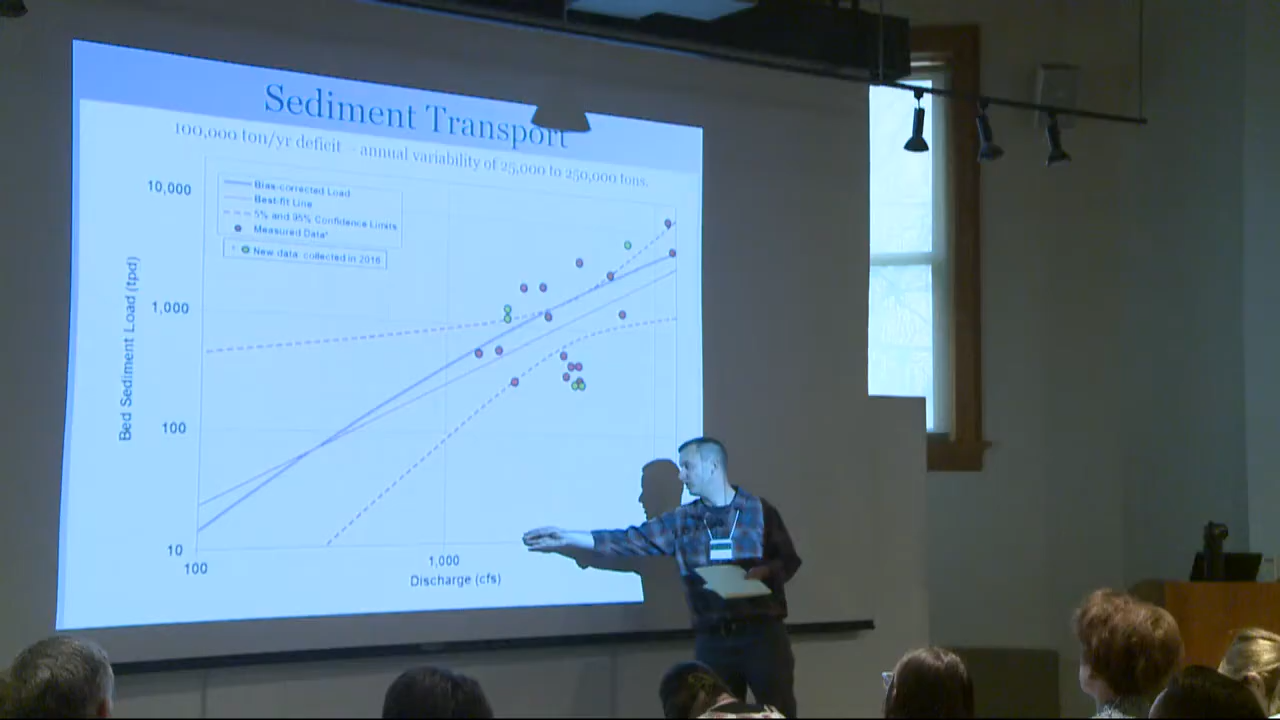 Sediment Transport
100,000 ton/yr deficit - annual variability of 25,000 to 250,000 tons.
10,000
Bias-corrected Load
Best-fit Line
5% and 95% Confidence Limits
Measured Data*
New data collected in 2016
1,000
Bed Sediment Load (tpd)
100
10
100
1,000
Discharge (cfs)